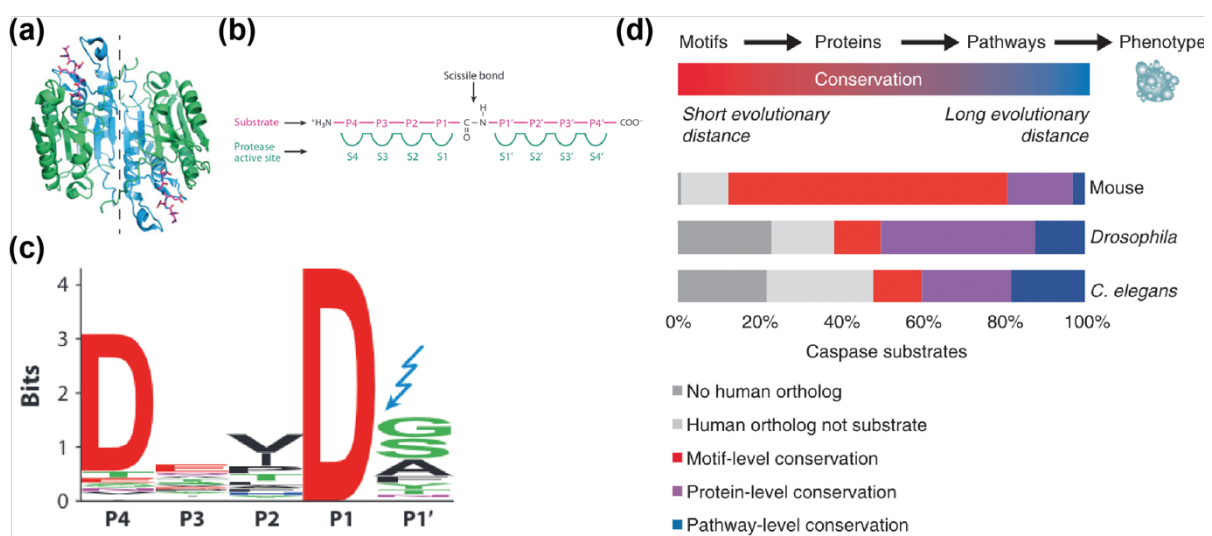 (a)
(b)
Scissile bond
Substrate
⁺H₃N P4 P3 P2 P1 C N P1' P2' P3' P4' COO⁻
H
O
Protease
active site
S4 S3 S2 S1 S1' S2' S3' S4'
(c)
4
3
2
1
0
Bits
D D
G
S
A
P4 P3 P2 P1 P1'
(d)
Motifs Proteins Pathways Phenotype
Conservation
Short evolutionary
distance
Long evolutionary
distance
Mouse
Drosophila
C. elegans
0% 20% 40% 60% 80% 100%
Caspase substrates
No human ortholog
Human ortholog not substrate
Motif-level conservation
Protein-level conservation
Pathway-level conservation